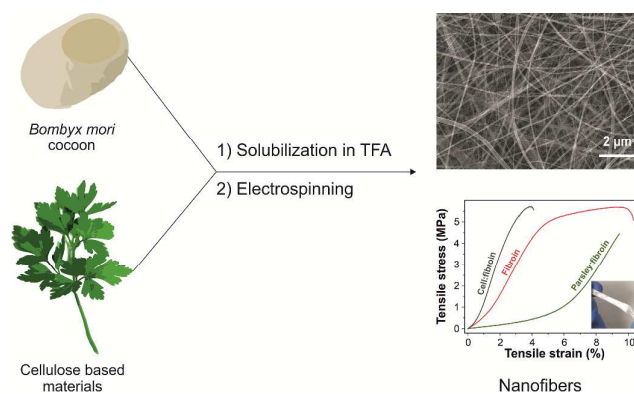 Bombyx mori
cocoon
Cellulose based
materials
1) Solubilization in TFA
2) Electrospinning
2 μm
Tensile stress (MPa)
5
4
3
2
1
0
Cell:fibroin
Fibroin
Parsley:fibroin
0 2 4 6 8 10
Tensile strain (%)
Nanofibers